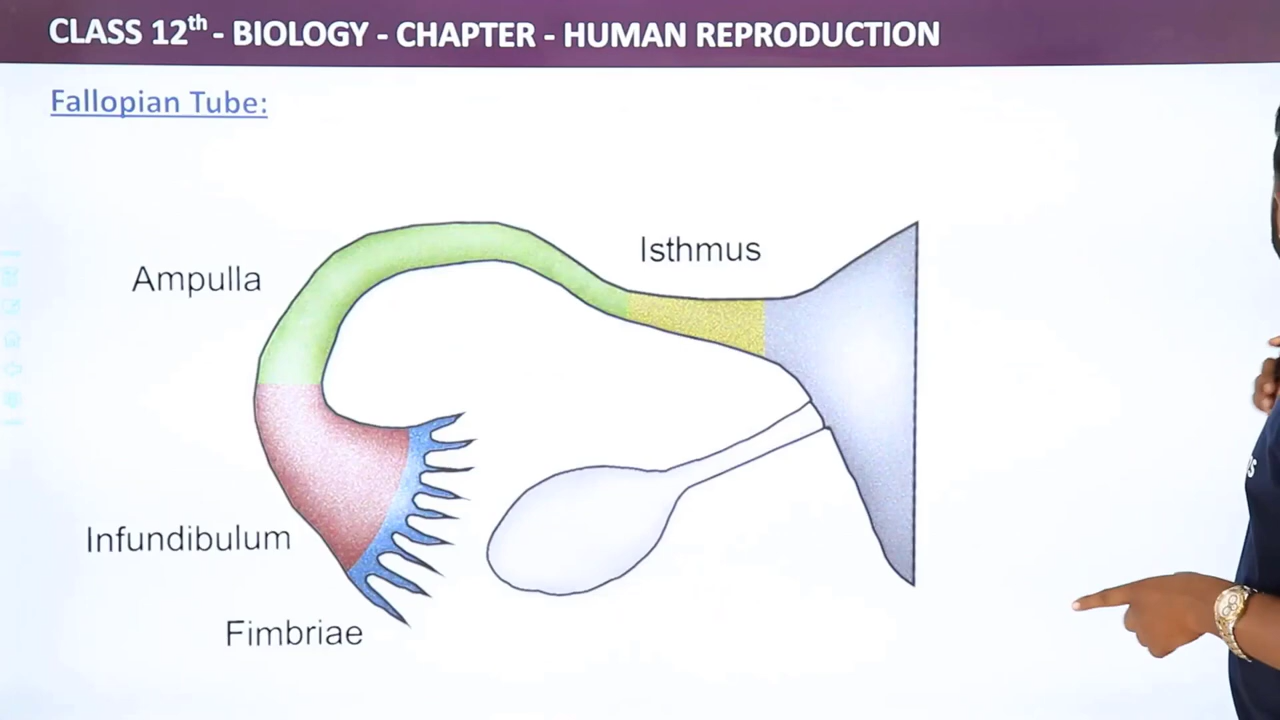 CLASS 12th - BIOLOGY - CHAPTER - HUMAN REPRODUCTION
Fallopian Tube:
Isthmus
Ampulla
Infundibulum
Fimbriae